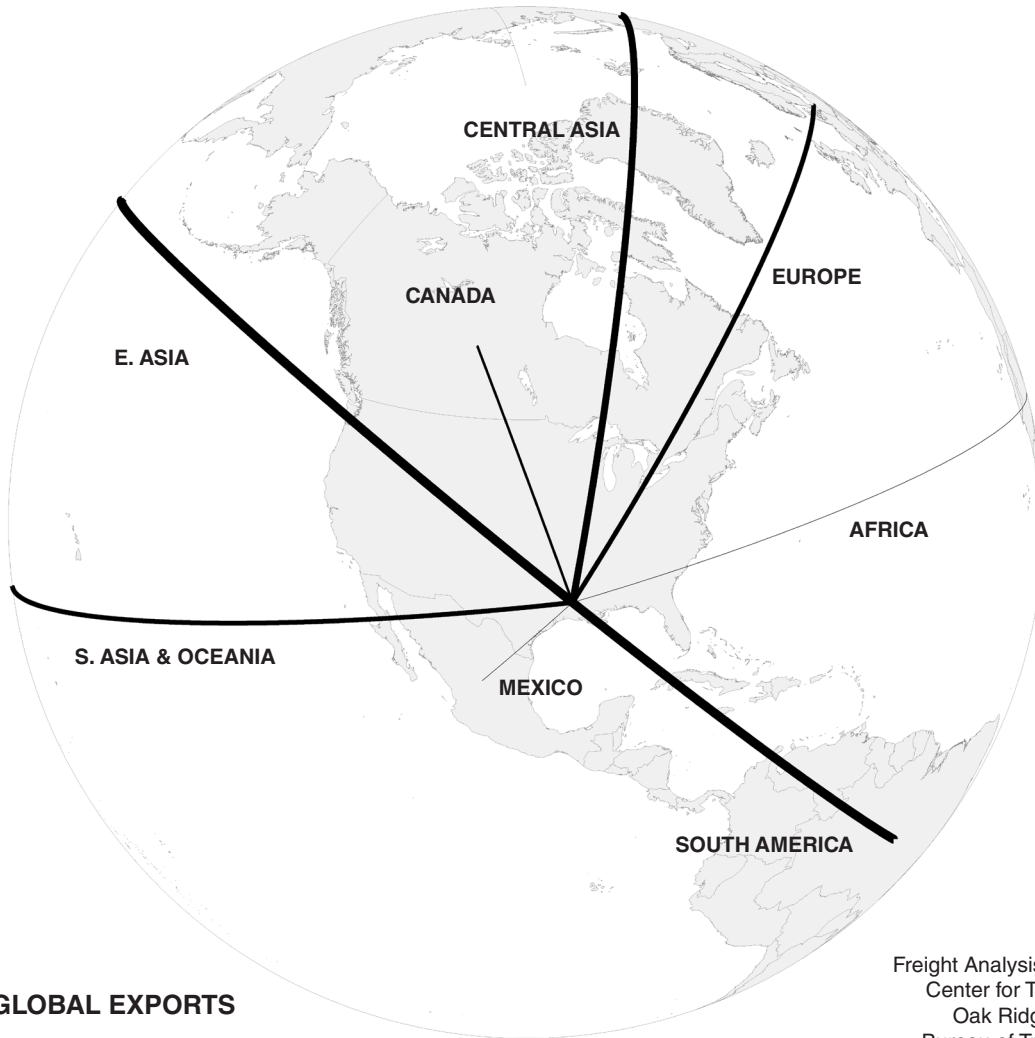 CENTRAL ASIA
EUROPE
CANADA
E. ASIA
AFRICA
S. ASIA & OCEANIA
MEXICO
SOUTH AMERICA
GLOBAL EXPORTS
Freight Analysis
Center for T
Oak Ridg